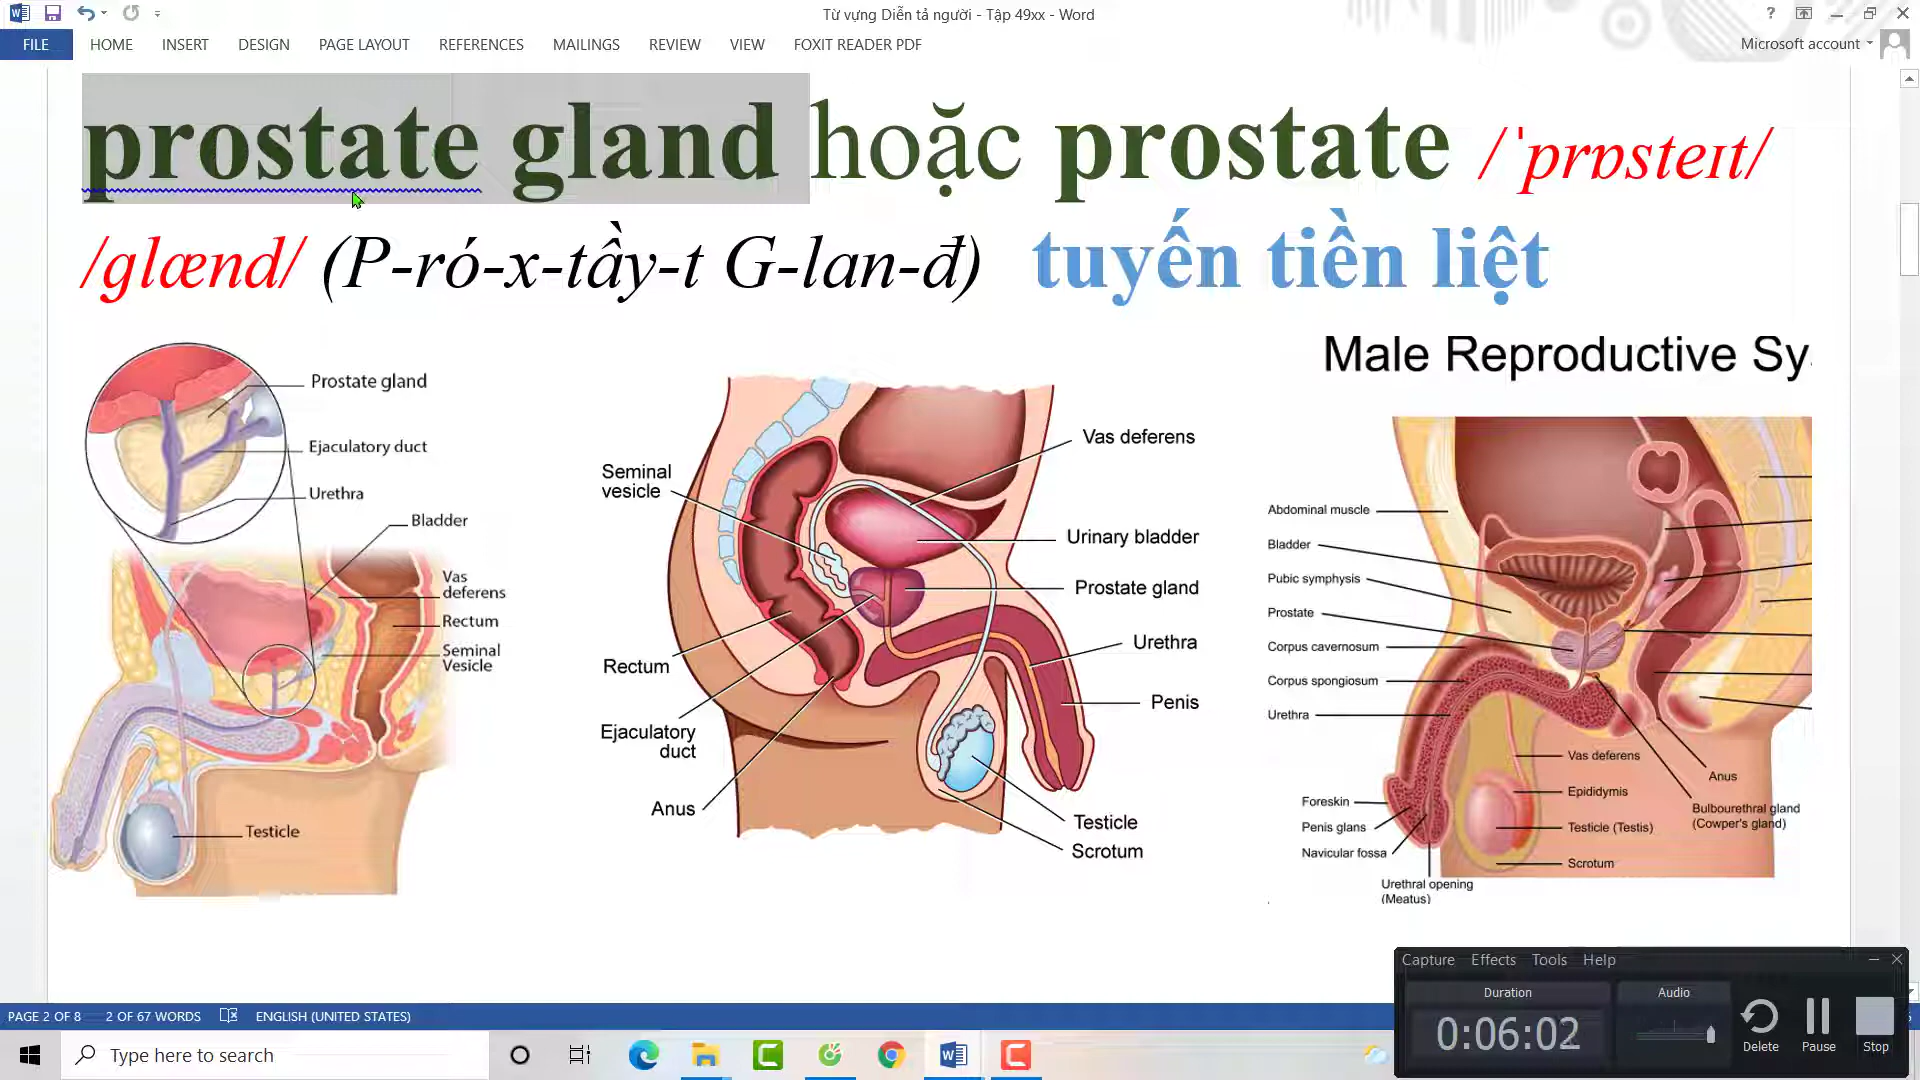 Từ vựng Diễn tả người - Tập 49xx - Word
FILE HOME INSERT DESIGN PAGE LAYOUT REFERENCES MAILINGS REVIEW VIEW FOXIT READER PDF Microsoft account
prostate gland hoặc prostate /ˈprɒsteɪt/
/glænd/ (P-ró-x-tầy-t G-lan-đ) tuyến tiền liệt
Prostate gland
Ejaculatory duct
Urethra
Bladder
Vas
deferens
Rectum
Seminal
Vesicle
Testicle
Seminal
vesicle
Rectum
Ejaculatory
duct
Anus
Vas deferens
Urinary bladder
Prostate gland
Urethra
Penis
Testicle
Scrotum
Male Reproductive Sy
Abdominal muscle
Bladder
Pubic symphysis
Prostate
Corpus cavernosum
Corpus spongiosum
Urethra
Foreskin
Penis glans
Navicular fossa
Urethral opening
(Meatus)
Vas deferens
Epididymis
Testicle (Testis)
Scrotum
Anus
Bulbourethral gland
(Cowper's gland)
Capture Effects Tools Help
Duration Audio
0:06:02
Delete Pause Stop
PAGE 2 OF 8 2 OF 67 WORDS ENGLISH (UNITED STATES)
Type here to search